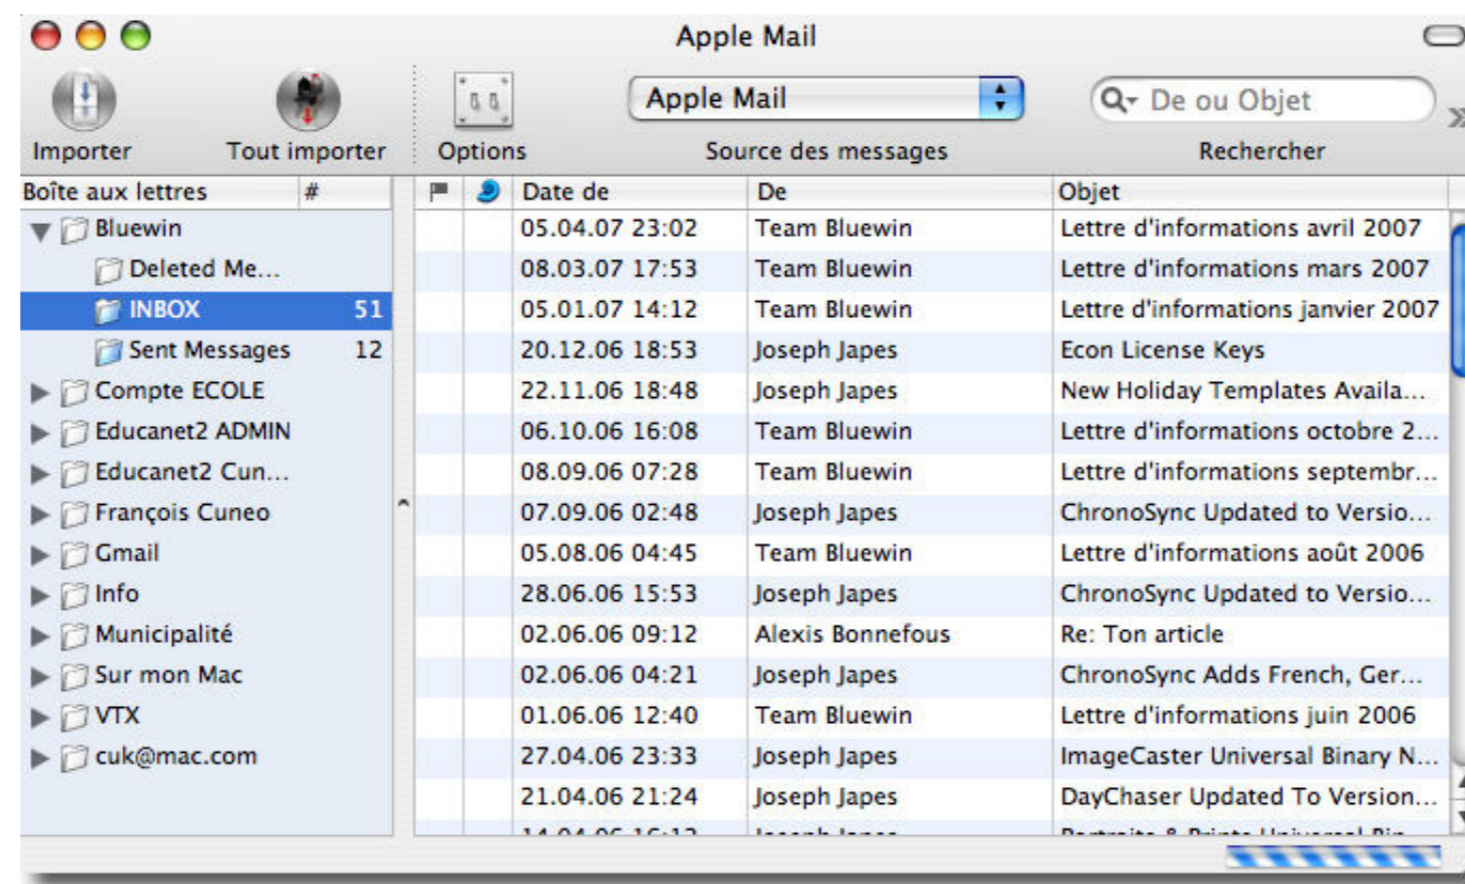 Apple Mail
Importer Tout importer Options Apple Mail Source des messages De ou Objet Rechercher
Boîte aux lettres # Date de De Objet
Bluewin
Deleted Me...
INBOX 51
Sent Messages 12
Compte ECOLE
Educanet2 ADMIN
Educanet2 Cun...
François Cuneo
Gmail
Info
Municipalité
Sur mon Mac
VTX
cuk@mac.com
05.04.07 23:02 Team Bluewin Lettre d'informations avril 2007
08.03.07 17:53 Team Bluewin Lettre d'informations mars 2007
05.01.07 14:12 Team Bluewin Lettre d'informations janvier 2007
20.12.06 18:53 Joseph Japes Econ License Keys
22.11.06 18:48 Joseph Japes New Holiday Templates Availa...
06.10.06 16:08 Team Bluewin Lettre d'informations octobre 2...
08.09.06 07:28 Team Bluewin Lettre d'informations septembr...
07.09.06 02:48 Joseph Japes ChronoSync Updated to Versio...
05.08.06 04:45 Team Bluewin Lettre d'informations août 2006
28.06.06 15:53 Joseph Japes ChronoSync Updated to Versio...
02.06.06 09:12 Alexis Bonnefous Re: Ton article
02.06.06 04:21 Joseph Japes ChronoSync Adds French, Ger...
01.06.06 12:40 Team Bluewin Lettre d'informations juin 2006
27.04.06 23:33 Joseph Japes ImageCaster Universal Binary N...
21.04.06 21:24 Joseph Japes DayChaser Updated To Version...